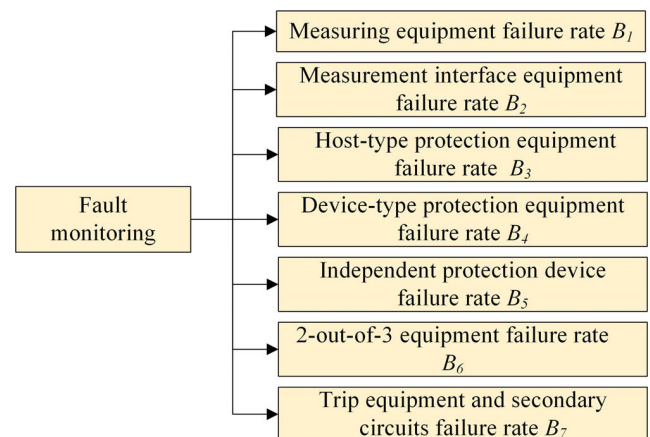 Measuring equipment failure rate B₁
Measurement interface equipment
failure rate B₂
Host-type protection equipment
failure rate B₃
Fault
monitoring
Device-type protection equipment
failure rate B₄
Independent protection device
failure rate B₅
2-out-of-3 equipment failure rate
B₆
Trip equipment and secondary
circuits failure rate B₇